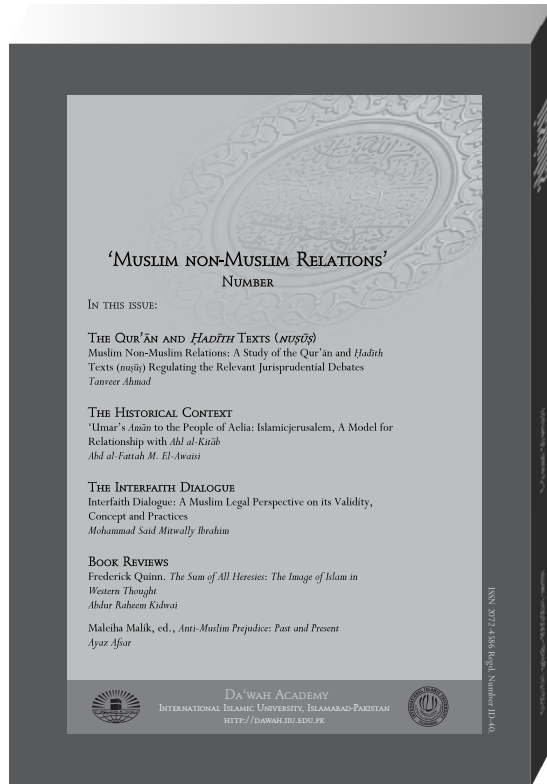 ‘Muslim non-Muslim Relations’
Number
In this issue:
The Qur’ān and Ḥadīth Texts (nuṣūṣ)
Muslim Non-Muslim Relations: A Study of the Qur’ān and Ḥadīth
Texts (nuṣūṣ) Regulating the Relevant Jurisprudential Debates
Tanveer Ahmad
The Historical Context
‘Umar’s Amān to the People of Aelia: Islamicjerusalem, A Model for
Relationship with Ahl al-Kitāb
Abd al-Fattah M. El-Awaisi
The Interfaith Dialogue
Interfaith Dialogue: A Muslim Legal Perspective on its Validity,
Concept and Practices
Mohammad Said Mitwally Ibrahim
Book Reviews
Frederick Quinn. The Sum of All Heresies: The Image of Islam in
Western Thought
Abdur Raheem Kidwai
Maleiha Malik, ed., Anti-Muslim Prejudice: Past and Present
Ayaz Afsar
Da‘wah Academy
International Islamic University, Islamabad-Pakistan
http://dawah.iiu.edu.pk
ISSN 2072-4586 Regd. Number ID-40.